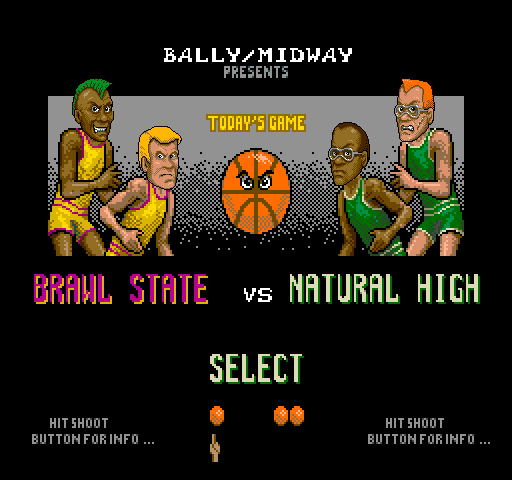 BALLY/MIDWAY
PRESENTS
TODAY'S GAME
BRAWL STATE VS NATURAL HIGH
SELECT
HIT SHOOT
BUTTON FOR INFO ...
HIT SHOOT
BUTTON FOR INFO ...